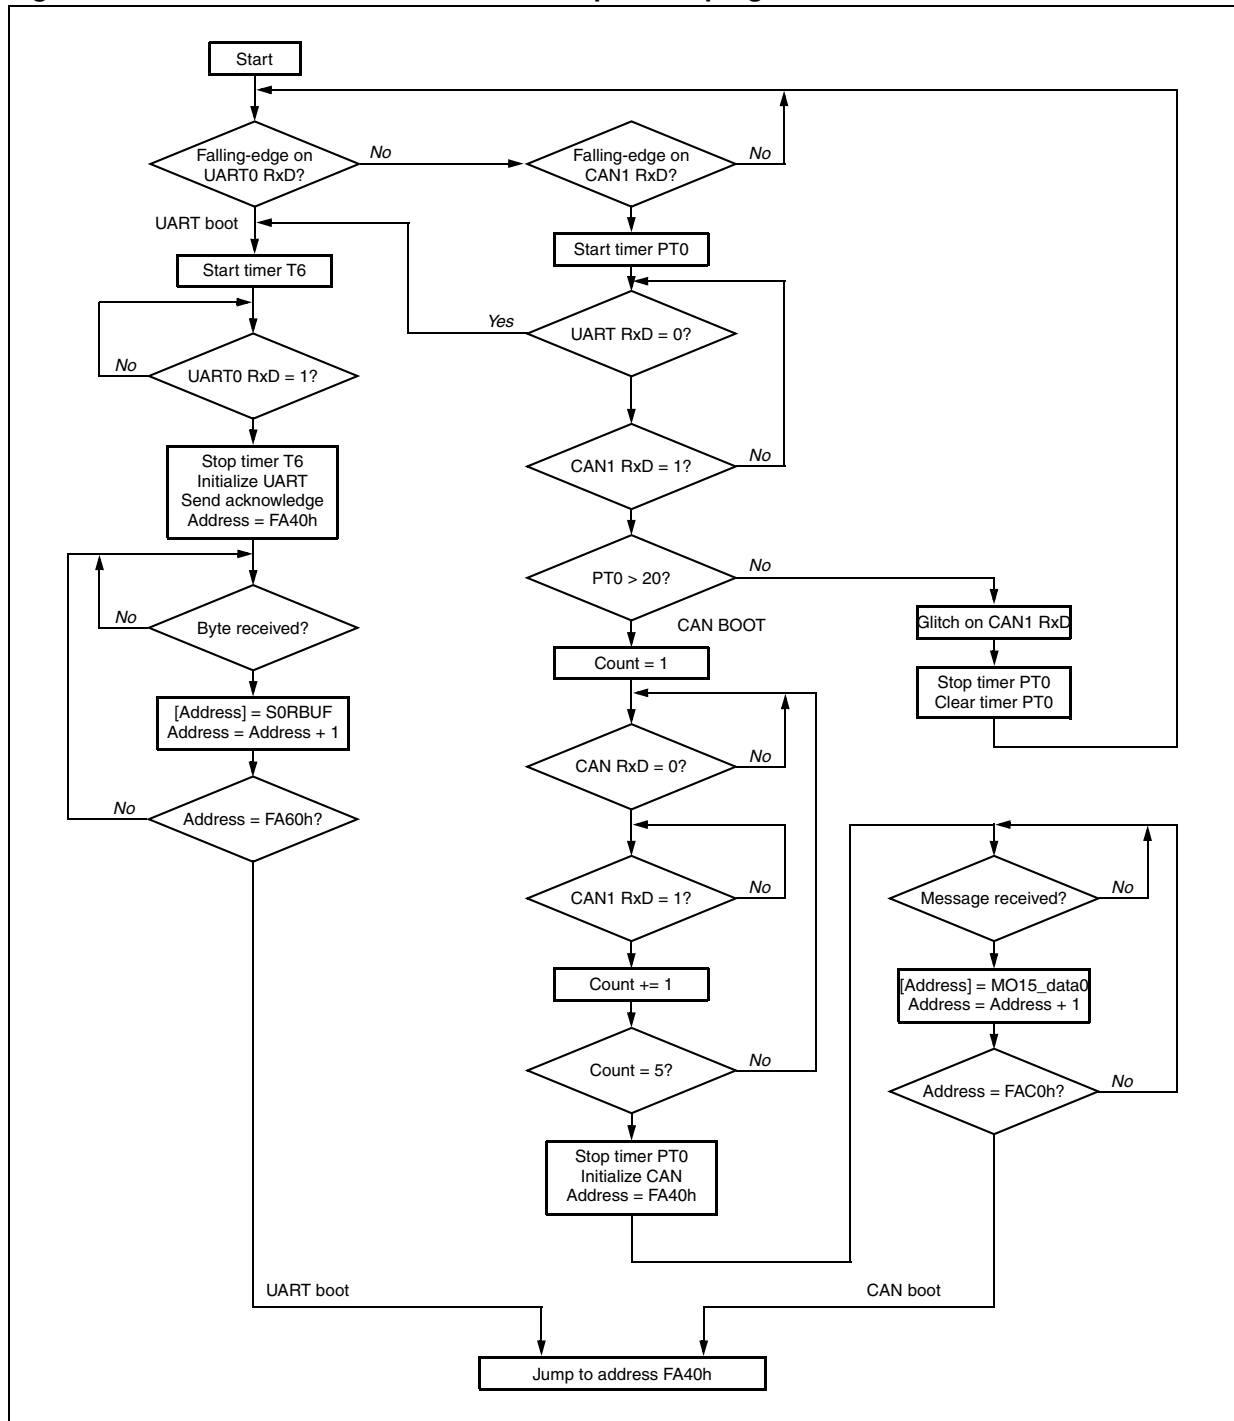 Start
Falling-edge on
UART0 RxD?
No
Falling-edge on
CAN1 RxD?
No
UART boot
Start timer T6
Start timer PT0
No
UART0 RxD = 1?
Yes
UART RxD = 0?
Stop timer T6
Initialize UART
Send acknowledge
Address = FA40h
CAN1 RxD = 1?
No
PT0 > 20?
No
No
Byte received?
CAN BOOT
Glitch on CAN1 RxD
Count = 1
Stop timer PT0
Clear timer PT0
[Address] = S0RBUF
Address = Address + 1
CAN RxD = 0?
No
No
Address = FA60h?
CAN1 RxD = 1?
No
Message received?
No
Count += 1
[Address] = MO15_data0
Address = Address + 1
Count = 5?
No
Address = FAC0h?
No
Stop timer PT0
Initialize CAN
Address = FA40h
UART boot
CAN boot
Jump to address FA40h